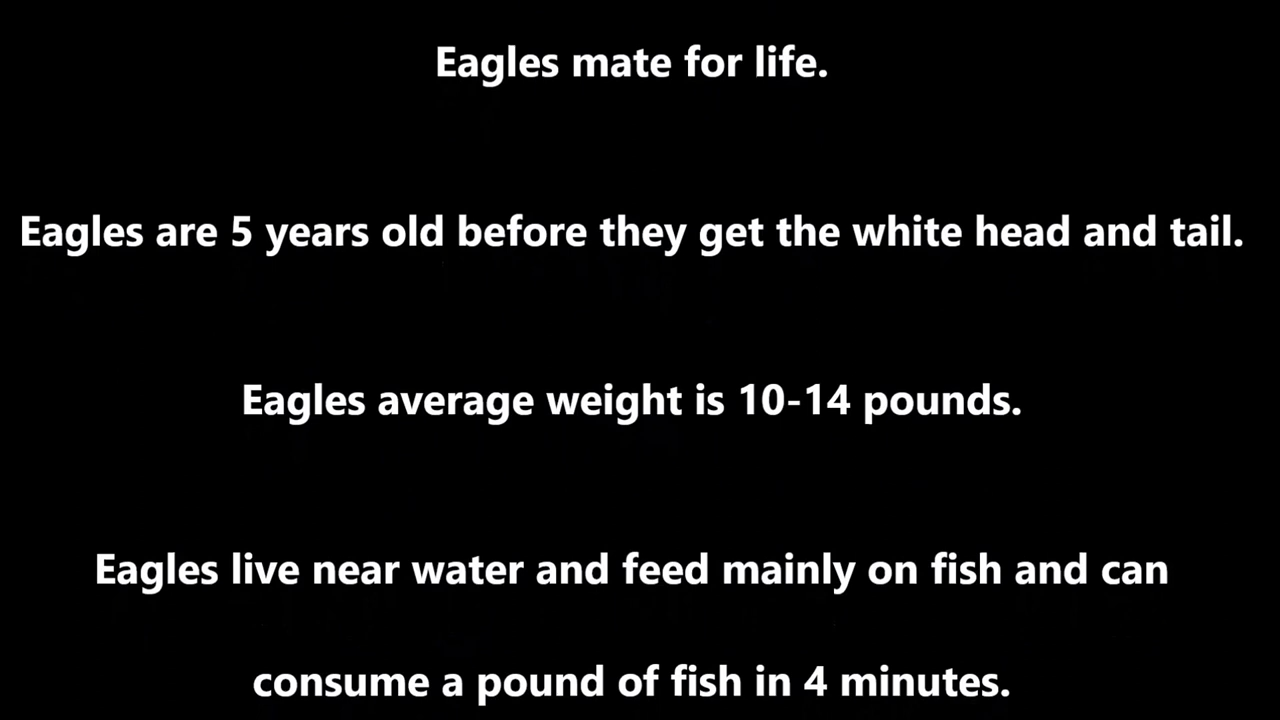 Eagles mate for life.
Eagles are 5 years old before they get the white head and tail.
Eagles average weight is 10-14 pounds.
Eagles live near water and feed mainly on fish and can
consume a pound of fish in 4 minutes.